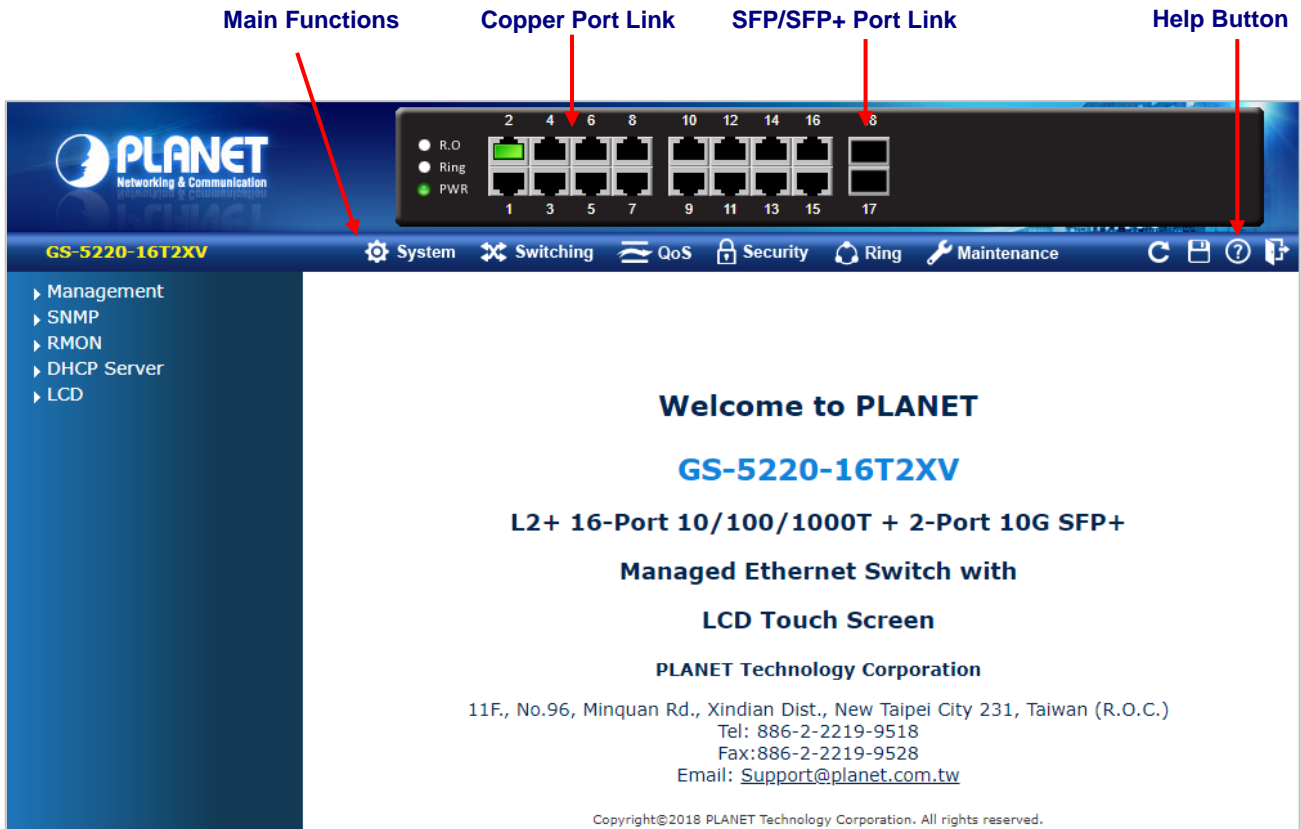 Main Functions Copper Port Link SFP/SFP+ Port Link Help Button
2 4 6 8 10 12 14 16
R.O
Ring
PWR
1 3 5 7 9 11 13 15 17
PLANET
Networking & Communication
GS-5220-16T2XV System Switching QoS Security Ring Maintenance
Management
SNMP
RMON
DHCP Server
LCD
Welcome to PLANET
GS-5220-16T2XV
L2+ 16-Port 10/100/1000T + 2-Port 10G SFP+
Managed Ethernet Switch with
LCD Touch Screen
PLANET Technology Corporation
11F., No.96, Minquan Rd., Xindian Dist., New Taipei City 231, Taiwan (R.O.C.)
Tel: 886-2-2219-9518
Fax:886-2-2219-9528
Email: Support@planet.com.tw
Copyright©2018 PLANET Technology Corporation. All rights reserved.